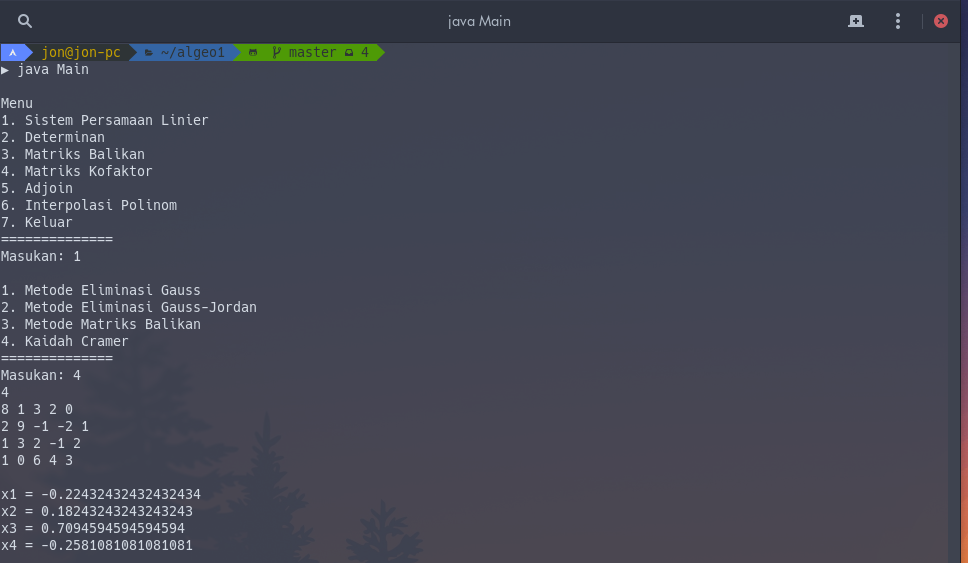 java Main
jon@jon-pc ~/algeo1 master 4
▶ java Main
Menu
1. Sistem Persamaan Linier
2. Determinan
3. Matriks Balikan
4. Matriks Kofaktor
5. Adjoin
6. Interpolasi Polinom
7. Keluar
==============
Masukan: 1
1. Metode Eliminasi Gauss
2. Metode Eliminasi Gauss-Jordan
3. Metode Matriks Balikan
4. Kaidah Cramer
==============
Masukan: 4
4
8 1 3 2 0
2 9 -1 -2 1
1 3 2 -1 2
1 0 6 4 3
x1 = -0.22432432432432434
x2 = 0.18243243243243243
x3 = 0.7094594594594594
x4 = -0.2581081081081081